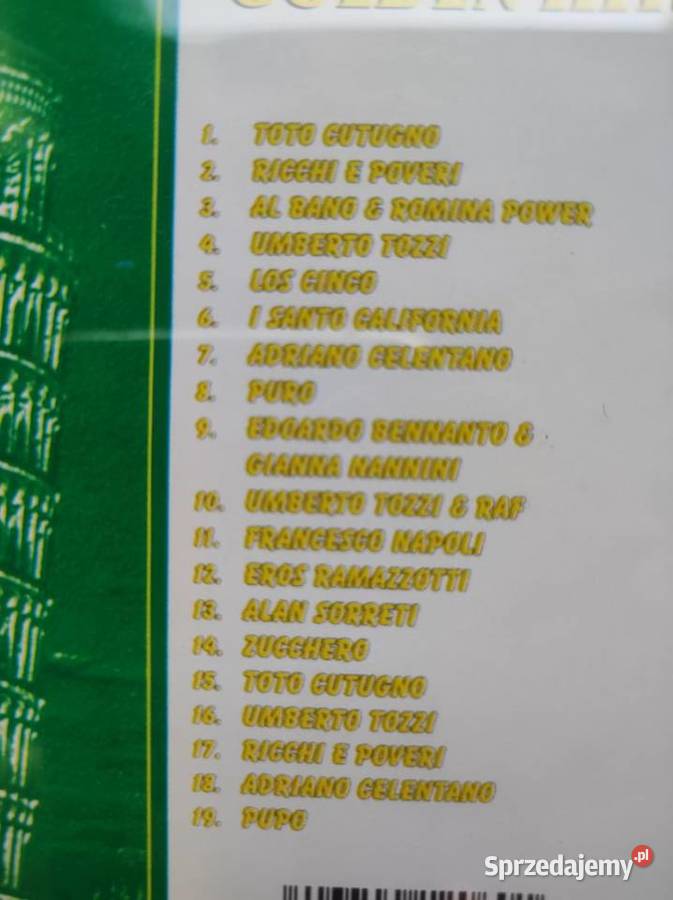 1. TOTO CUTUGNO
2. RICCHI E POVERI
3. AL BANO & ROMINA POWER
4. UMBERTO TOZZI
5. LOS CINCO
6. I SANTO CALIFORNIA
7. ADRIANO CELENTANO
8. PURO
9. EDOARDO BENNANTO &
GIANNA NANNINI
10. UMBERTO TOZZI & RAF
11. FRANCESCO NAPOLI
12. EROS RAMAZZOTTI
13. ALAN SORRETI
14. ZUCCHERO
15. TOTO CUTUGNO
16. UMBERTO TOZZI
17. RICCHI E POVERI
18. ADRIANO CELENTANO
19. PUPO
Sprzedajemy.pl